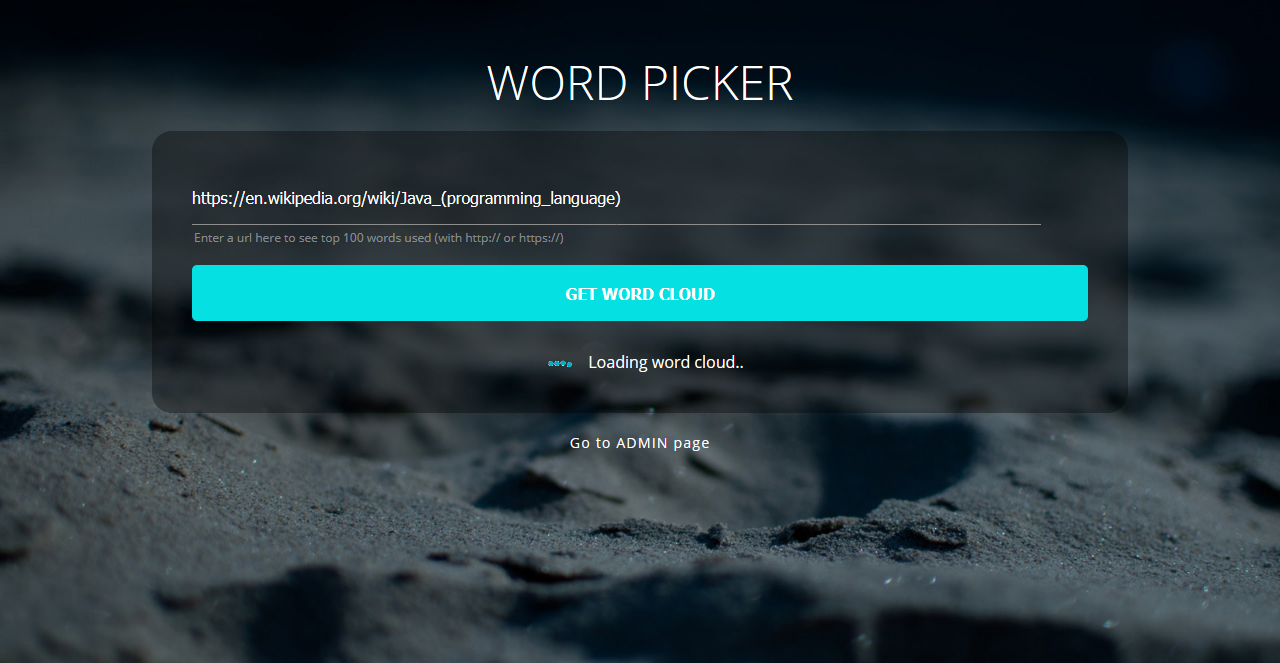 WORD PICKER
https://en.wikipedia.org/wiki/Java_(programming_language)
Enter a url here to see top 100 words used (with http:// or https://)
GET WORD CLOUD
Loading word cloud..
Go to ADMIN page